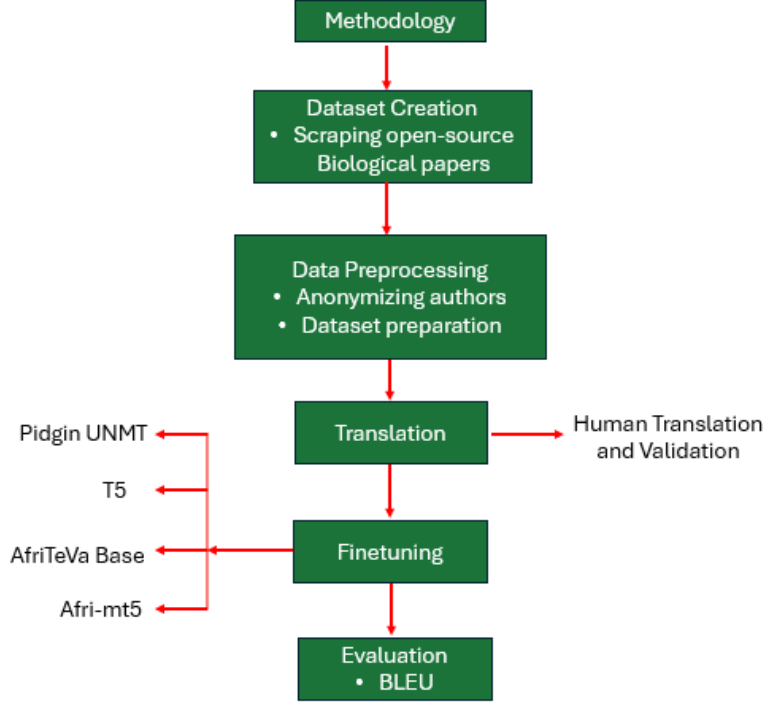 Methodology
Dataset Creation
• Scraping open-source
Biological papers
Data Preprocessing
• Anonymizing authors
• Dataset preparation
Translation
Human Translation
and Validation
Pidgin UNMT
T5
AfriTeVa Base
Afri-mt5
Finetuning
Evaluation
• BLEU